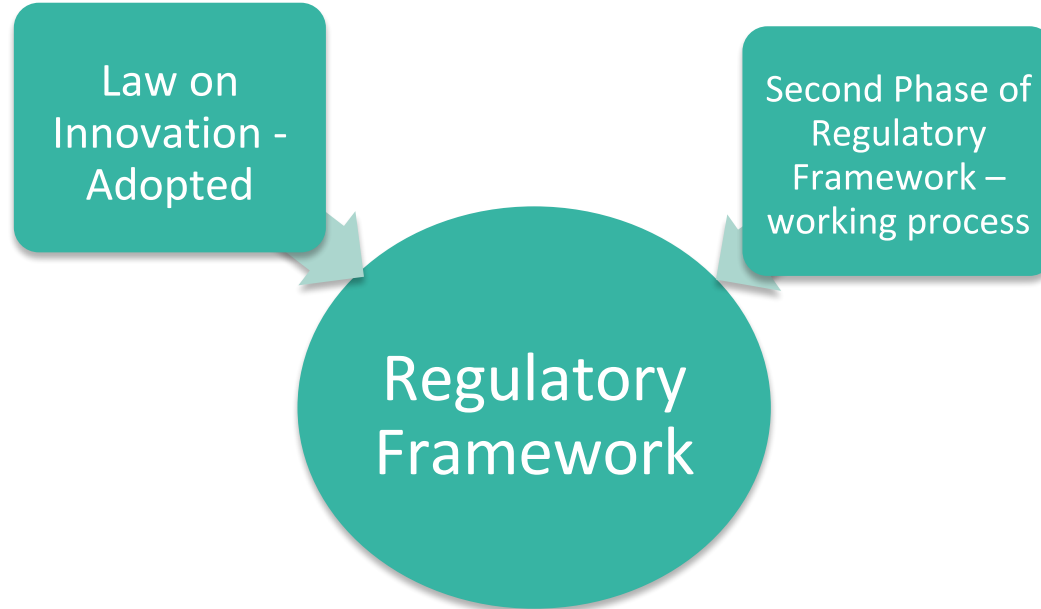 Law on
Innovation -
Adopted
Second Phase of
Regulatory
Framework –
working process
Regulatory
Framework